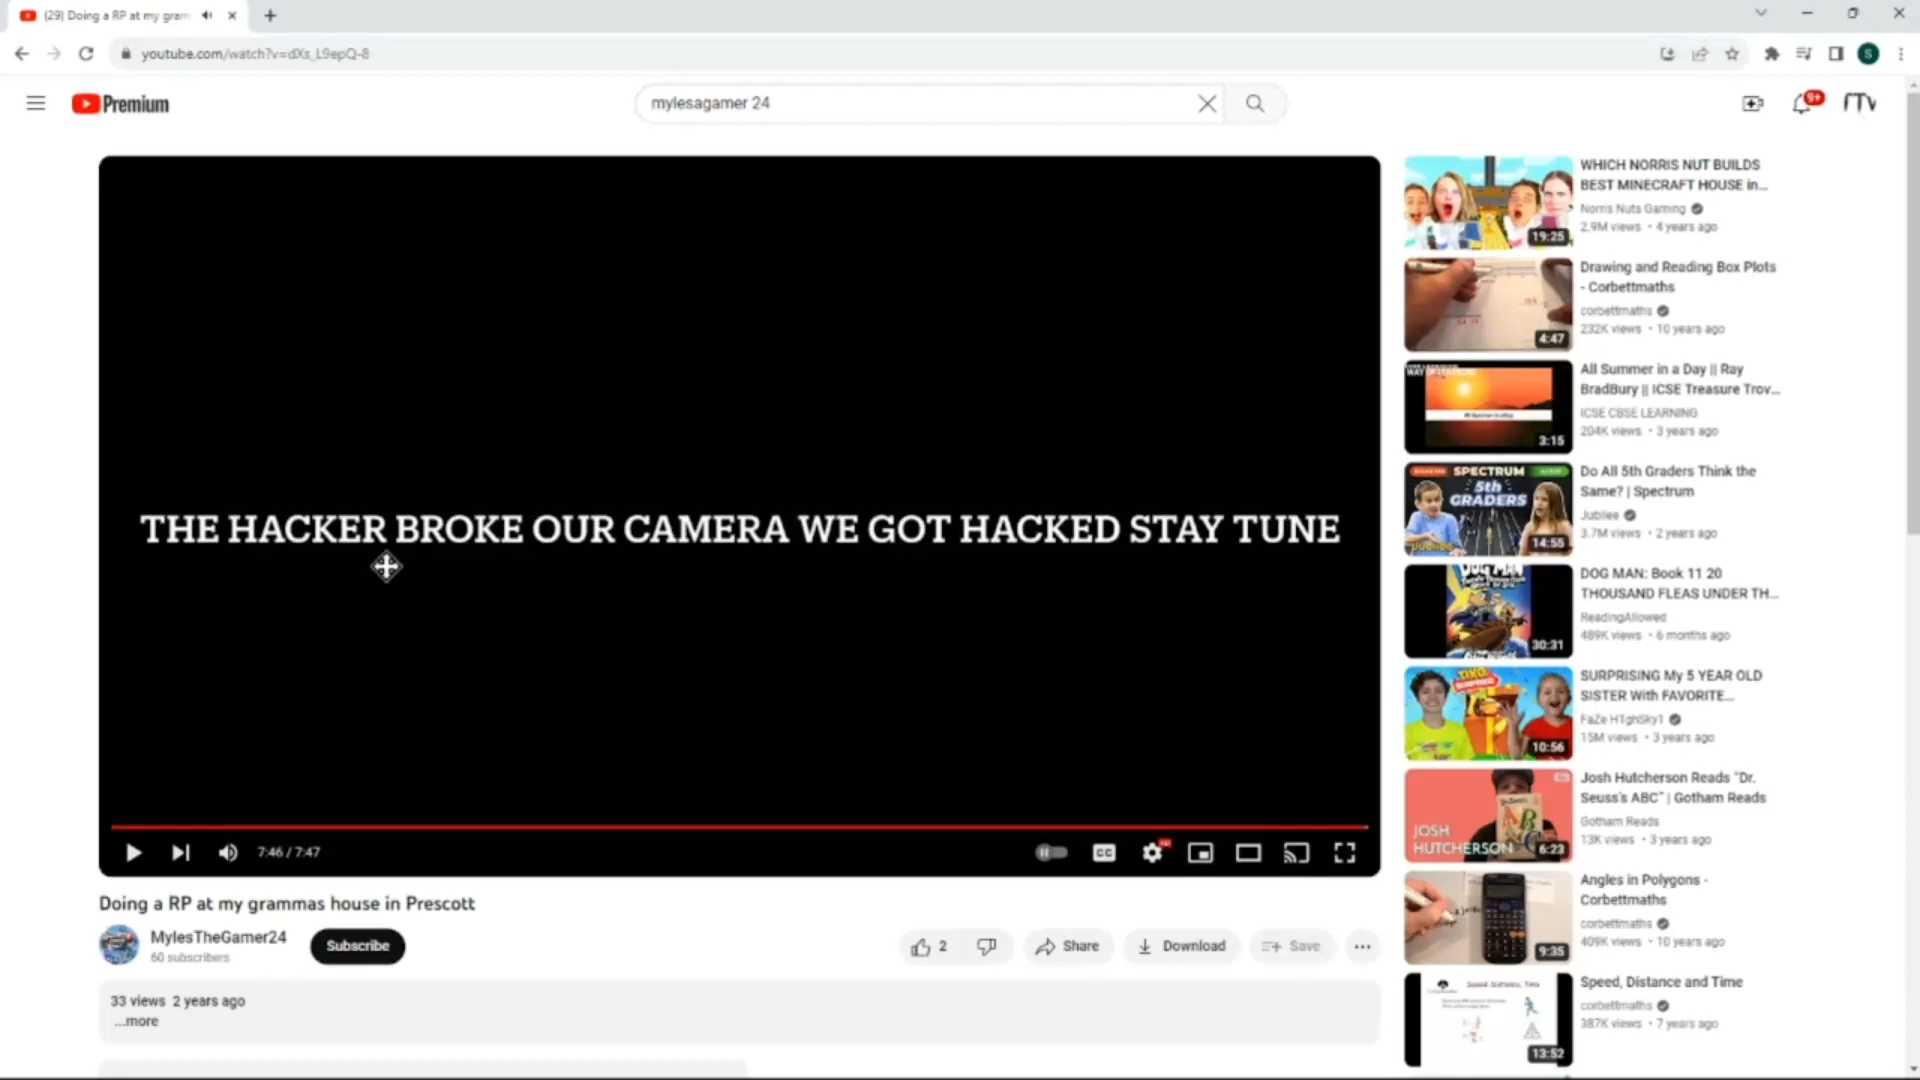 (29) Doing a RP at my gram
youtube.com/watch?v=dXs_L9epQ-8
S
Premium
mylesagamer 24
9+
THE HACKER BROKE OUR CAMERA WE GOT HACKED STAY TUNE
7:46 / 7:47
CC
HD
Doing a RP at my grammas house in Prescott
MylesTheGamer24
60 subscribers
Subscribe
2
Share
Download
Save
33 views 2 years ago
...more
WHICH NORRIS NUT BUILDS
BEST MINECRAFT HOUSE in...
Norris Nuts Gaming
2.9M views • 4 years ago
19:25
Drawing and Reading Box Plots
- Corbettmaths
corbettmaths
232K views • 10 years ago
4:47
All Summer in a Day || Ray
BradBury || ICSE Treasure Trov...
ICSE CBSE LEARNING
204K views • 3 years ago
3:15
SPECTRUM
5th
GRADERS
14:55
Do All 5th Graders Think the
Same? | Spectrum
Jubilee
3.7M views • 2 years ago
DOG MAN
30:31
DOG MAN: Book 11 20
THOUSAND FLEAS UNDER TH...
ReadingAllowed
489K views • 6 months ago
10:56
SURPRISING My 5 YEAR OLD
SISTER With FAVORITE...
FaZe H1ghSky1
15M views • 3 years ago
JOSH
HUTCHERSON
6:23
Josh Hutcherson Reads "Dr.
Seuss's ABC" | Gotham Reads
Gotham Reads
13K views • 3 years ago
9:35
Angles in Polygons -
Corbettmaths
corbettmaths
409K views • 10 years ago
Speed, Distance, Time
13:52
Speed, Distance and Time
corbettmaths
387K views • 7 years ago